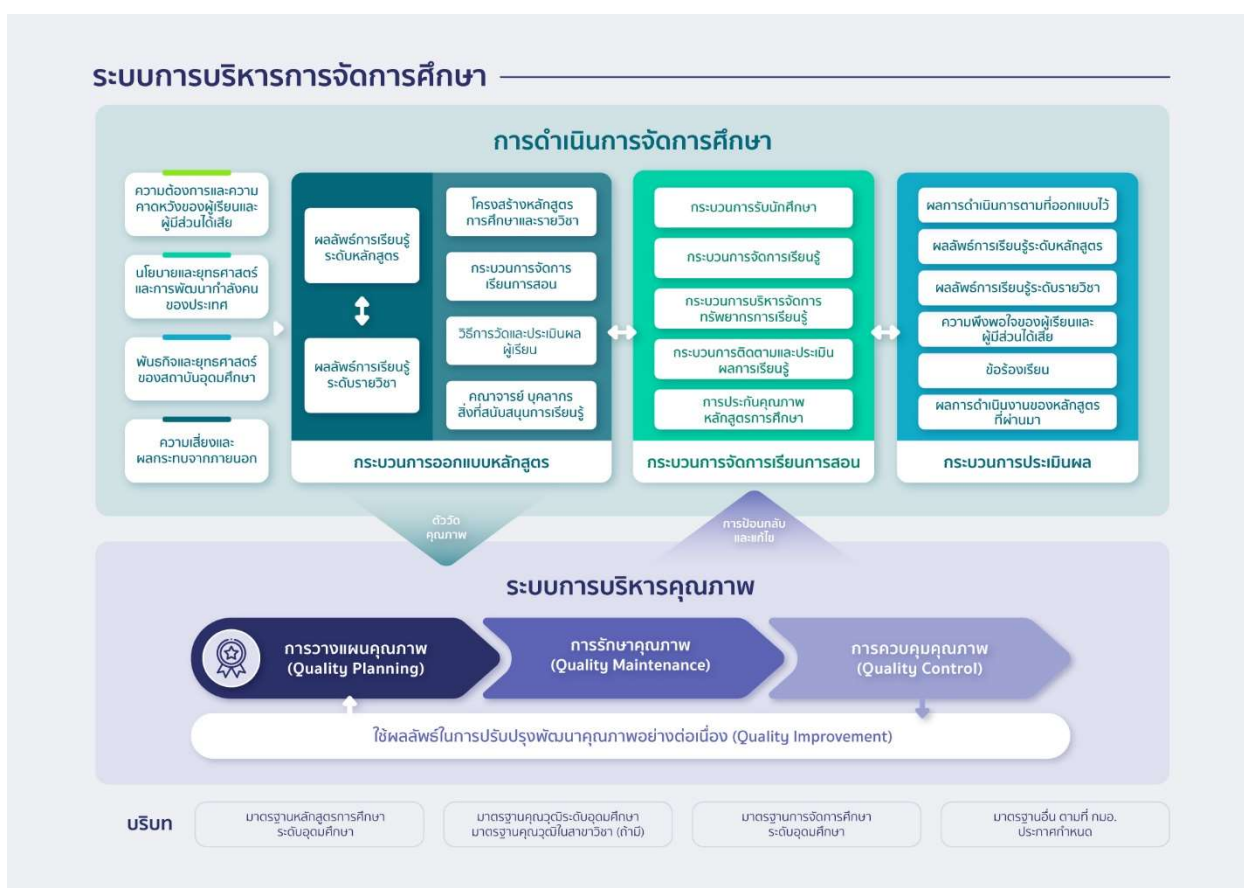 ระบบการบริหารการจัดการศึกษา
การดำเนินการจัดการศึกษา
ความต้องการและความ
คาดหวังของผู้เรียนและ
ผู้มีส่วนได้เสีย
นโยบายและยุทธศาสตร์
และการพัฒนากำลังคน
ของประเทศ
พันธกิจและยุทธศาสตร์
ของสถาบันอุดมศึกษา
ความเสี่ยงและ
ผลกระทบจากภายนอก
ผลลัพธ์การเรียนรู้
ระดับหลักสูตร
ผลลัพธ์การเรียนรู้
ระดับรายวิชา
โครงสร้างหลักสูตร
การศึกษาและรายวิชา
กระบวนการจัดการ
เรียนการสอน
วิธีการวัดและประเมินผล
ผู้เรียน
คณาจารย์ บุคลากร
สิ่งที่สนับสนุนการเรียนรู้
กระบวนการออกแบบหลักสูตร
กระบวนการรับนักศึกษา
กระบวนการจัดการเรียนรู้
กระบวนการบริหารจัดการ
ทรัพยากรการเรียนรู้
กระบวนการติดตามและประเมิน
ผลการเรียนรู้
การประกันคุณภาพ
หลักสูตรการศึกษา
กระบวนการจัดการเรียนการสอน
ผลการดำเนินการตามที่ออกแบบไว้
ผลลัพธ์การเรียนรู้ระดับหลักสูตร
ผลลัพธ์การเรียนรู้ระดับรายวิชา
ความพึงพอใจของผู้เรียนและ
ผู้มีส่วนได้เสีย
ข้อร้องเรียน
ผลการดำเนินงานของหลักสูตร
ที่ผ่านมา
กระบวนการประเมินผล
ตัววัด
คุณภาพ
การป้อนกลับ
และแก้ไข
ระบบการบริหารคุณภาพ
การวางแผนคุณภาพ
(Quality Planning)
การรักษาคุณภาพ
(Quality Maintenance)
การควบคุมคุณภาพ
(Quality Control)
ใช้ผลลัพธ์ในการปรับปรุงพัฒนาคุณภาพอย่างต่อเนื่อง (Quality Improvement)
บริบท
มาตรฐานหลักสูตรการศึกษา
ระดับอุดมศึกษา
มาตรฐานคุณวุฒิระดับอุดมศึกษา
มาตรฐานคุณวุฒิในสาขาวิชา (ถ้ามี)
มาตรฐานการจัดการศึกษา
ระดับอุดมศึกษา
มาตรฐานอื่น ตามที่ กมอ.
ประกาศกำหนด